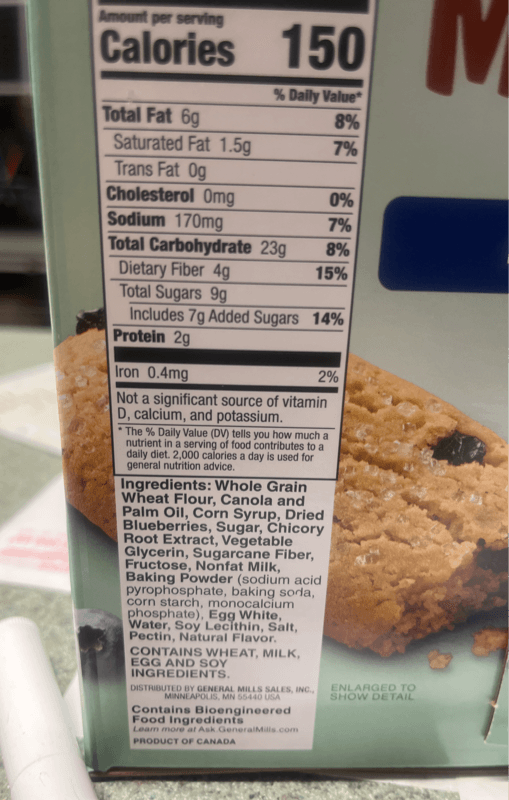 Amount per serving
Calories 150
% Daily Value*
Total Fat 6g 8%
Saturated Fat 1.5g 7%
Trans Fat 0g
Cholesterol 0mg 0%
Sodium 170mg 7%
Total Carbohydrate 23g 8%
Dietary Fiber 4g 15%
Total Sugars 9g
Includes 7g Added Sugars 14%
Protein 2g
Iron 0.4mg 2%
Not a significant source of vitamin
D, calcium, and potassium.
* The % Daily Value (DV) tells you how much a
nutrient in a serving of food contributes to a
daily diet. 2,000 calories a day is used for
general nutrition advice.
Ingredients: Whole Grain
Wheat Flour, Canola and
Palm Oil, Corn Syrup, Dried
Blueberries, Sugar, Chicory
Root Extract, Vegetable
Glycerin, Sugarcane Fiber,
Fructose, Nonfat Milk,
Baking Powder (sodium acid
pyrophosphate, baking soda,
corn starch, monocalcium
phosphate), Egg White,
Water, Soy Lecithin, Salt,
Pectin, Natural Flavor.
CONTAINS WHEAT, MILK,
EGG AND SOY
INGREDIENTS.
DISTRIBUTED BY GENERAL MILLS SALES, INC.,
MINNEAPOLIS, MN 55440 USA
Contains Bioengineered
Food Ingredients
Learn more at Ask.GeneralMills.com
PRODUCT OF CANADA
ENLARGED TO
SHOW DETAIL